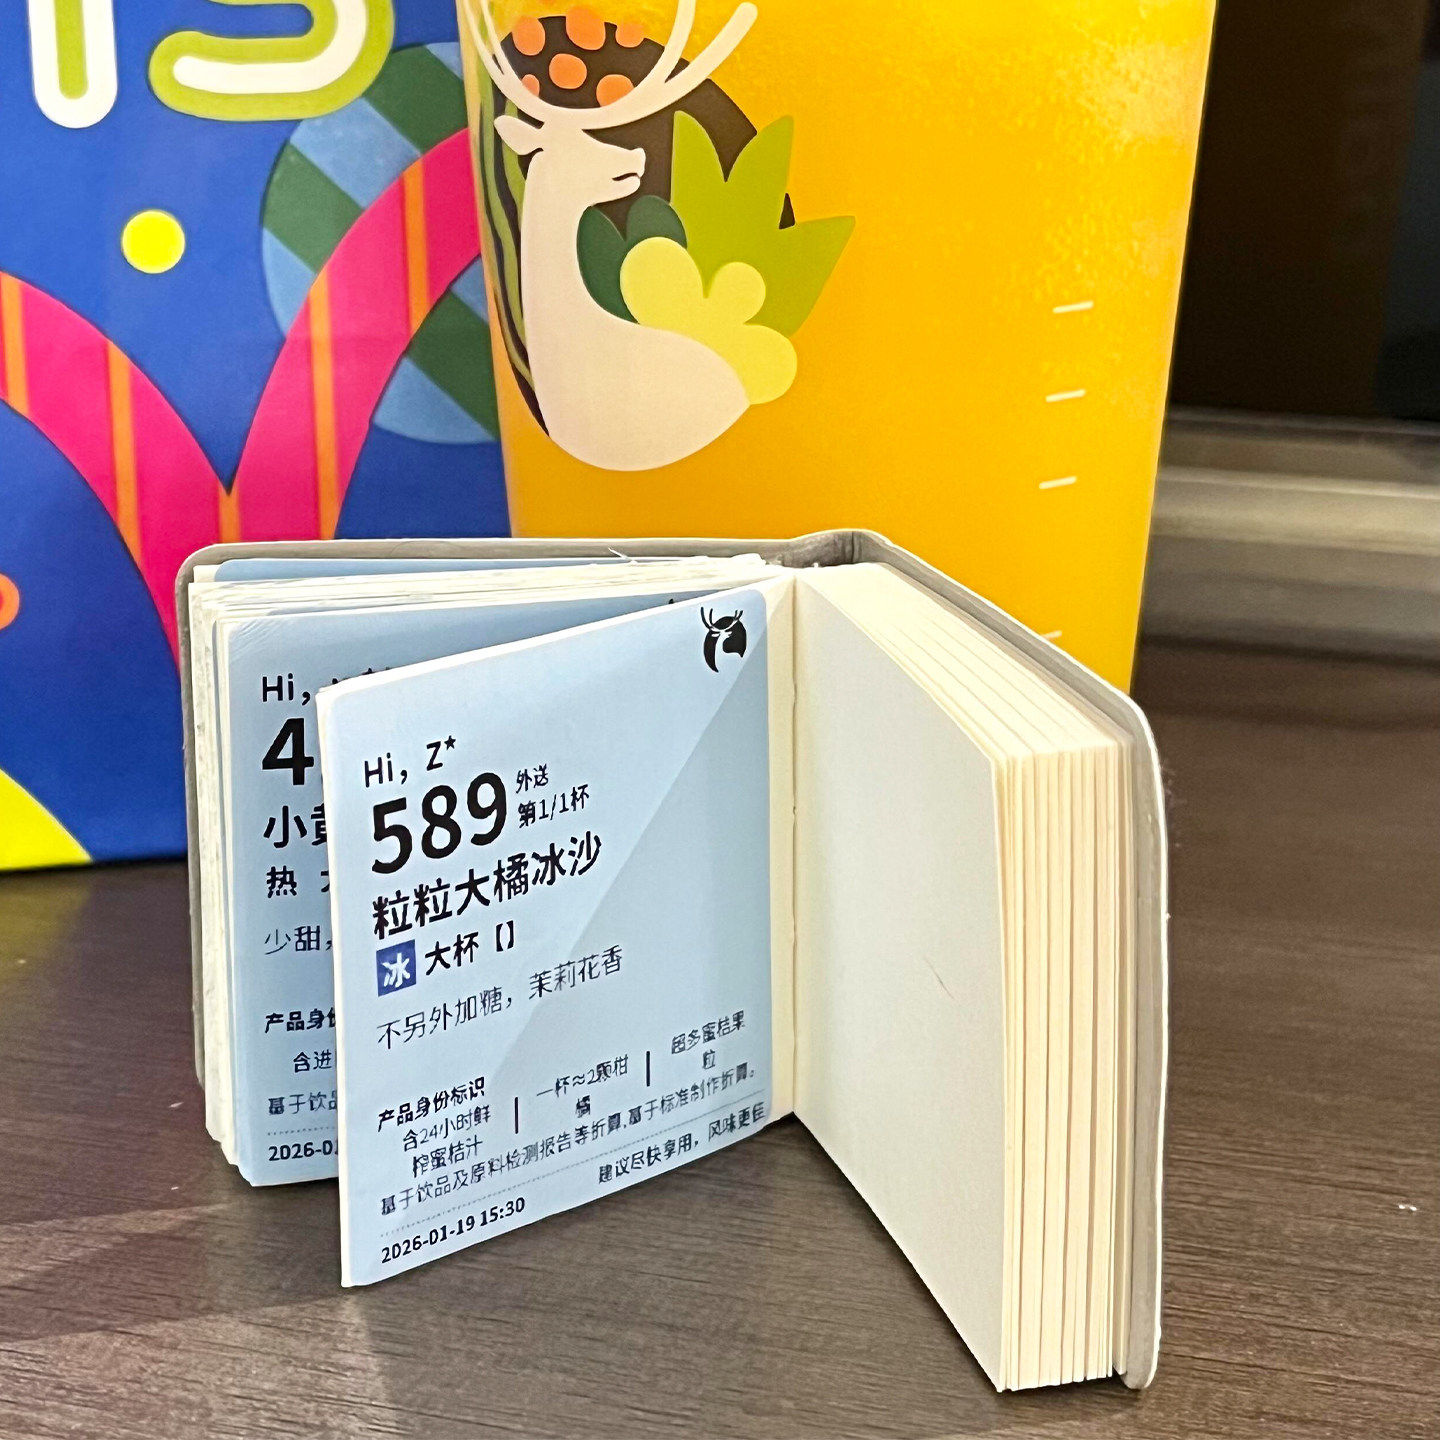 Hi，
4
小黄
热 大
少甜，
产品身份
含进
基于饮品
2026-01
Hi，Z*
589 外送
第1/1杯
粒粒大橘冰沙
冰 大杯【】
不另外加糖，茉莉花香
产品身份标识
含24小时鲜
榨蜜桔汁
一杯≈2颗柑
橘
超多蜜桔果
粒
基于饮品及原料检测报告等折算,基于标准制作折算。
建议尽快享用，风味更佳
2026-01-19 15:30